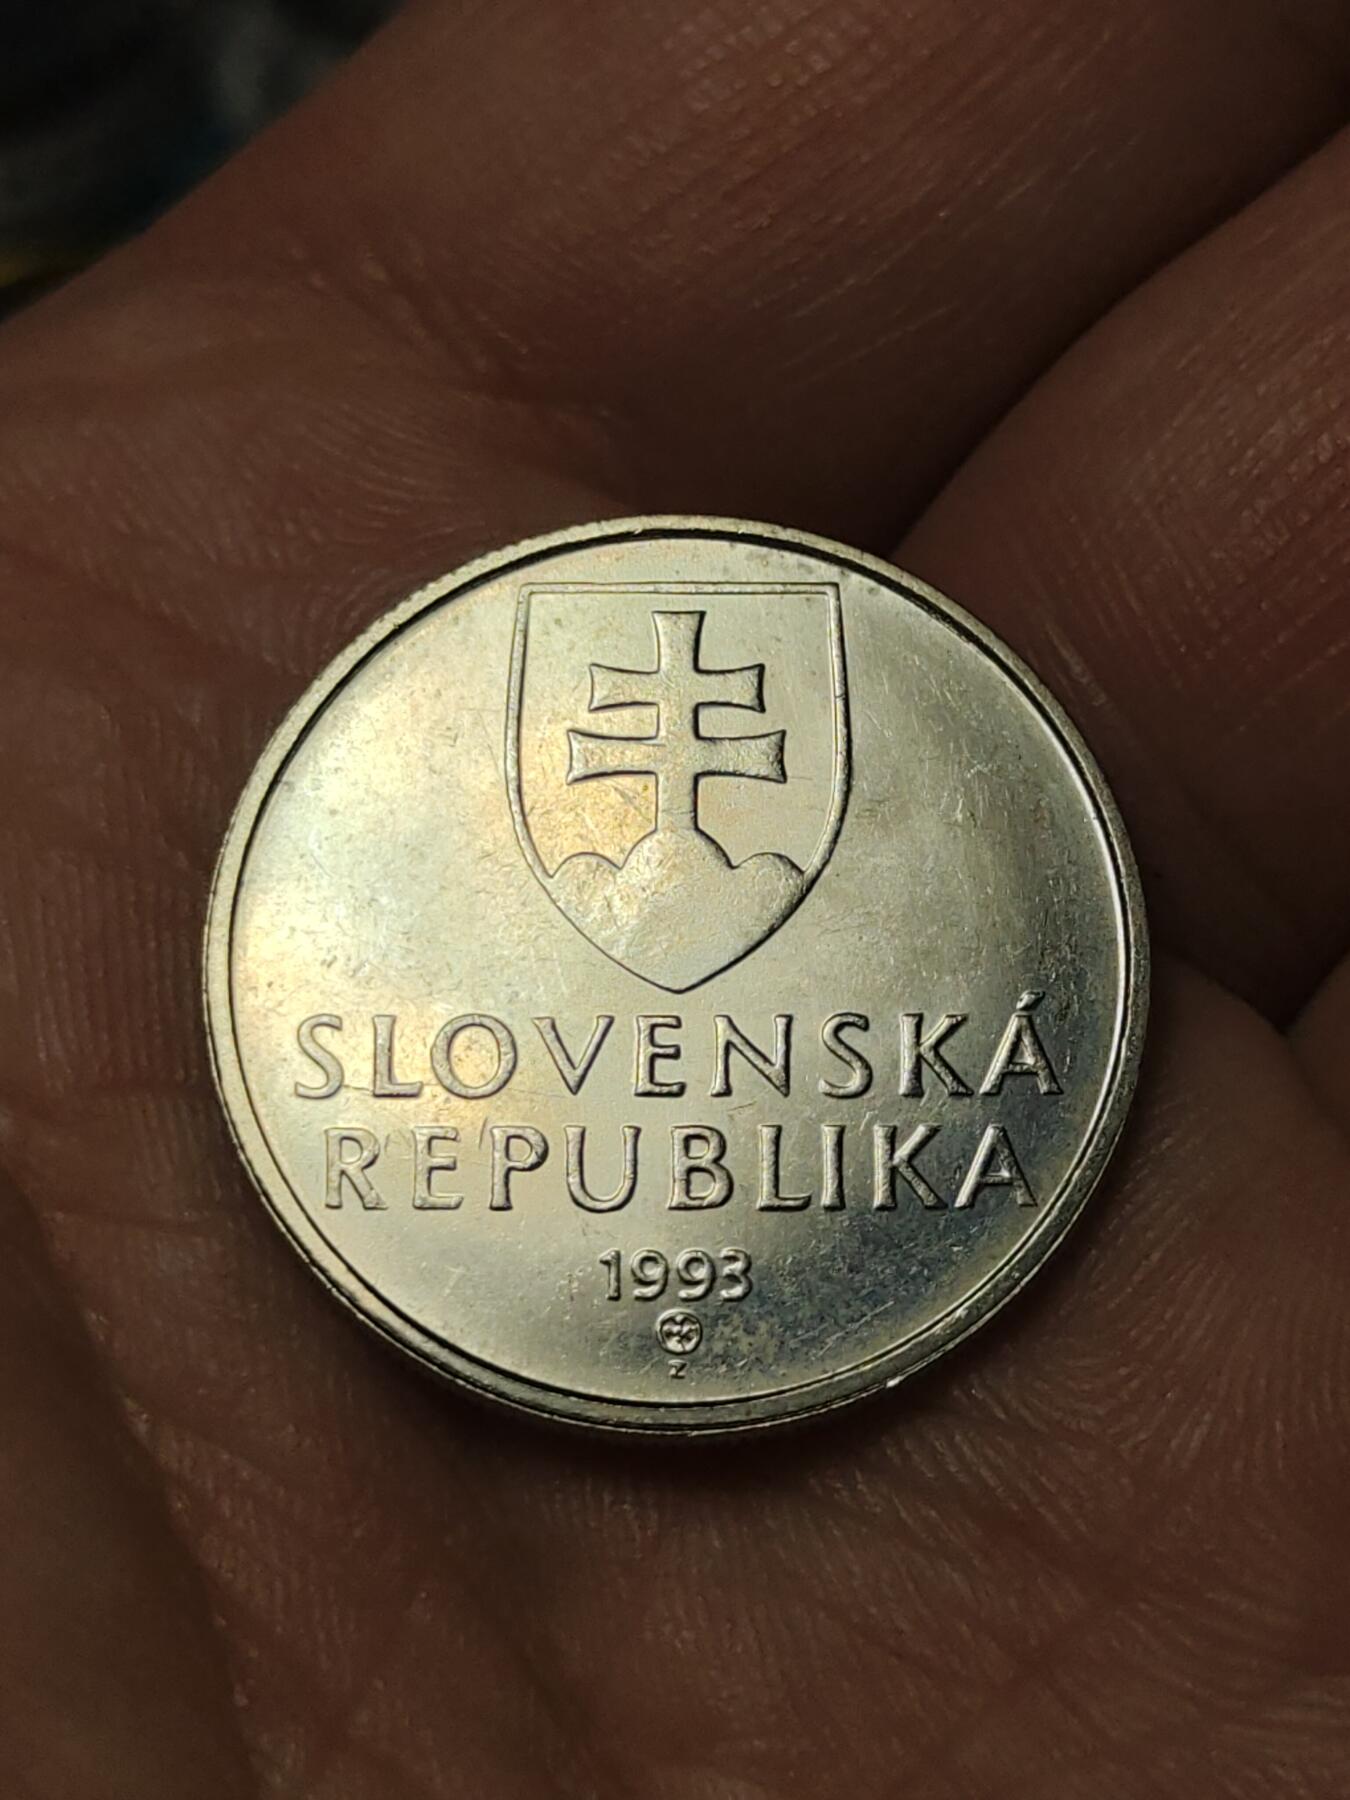 SLOVENSKÁ
REPUBLIKA
1993
Z